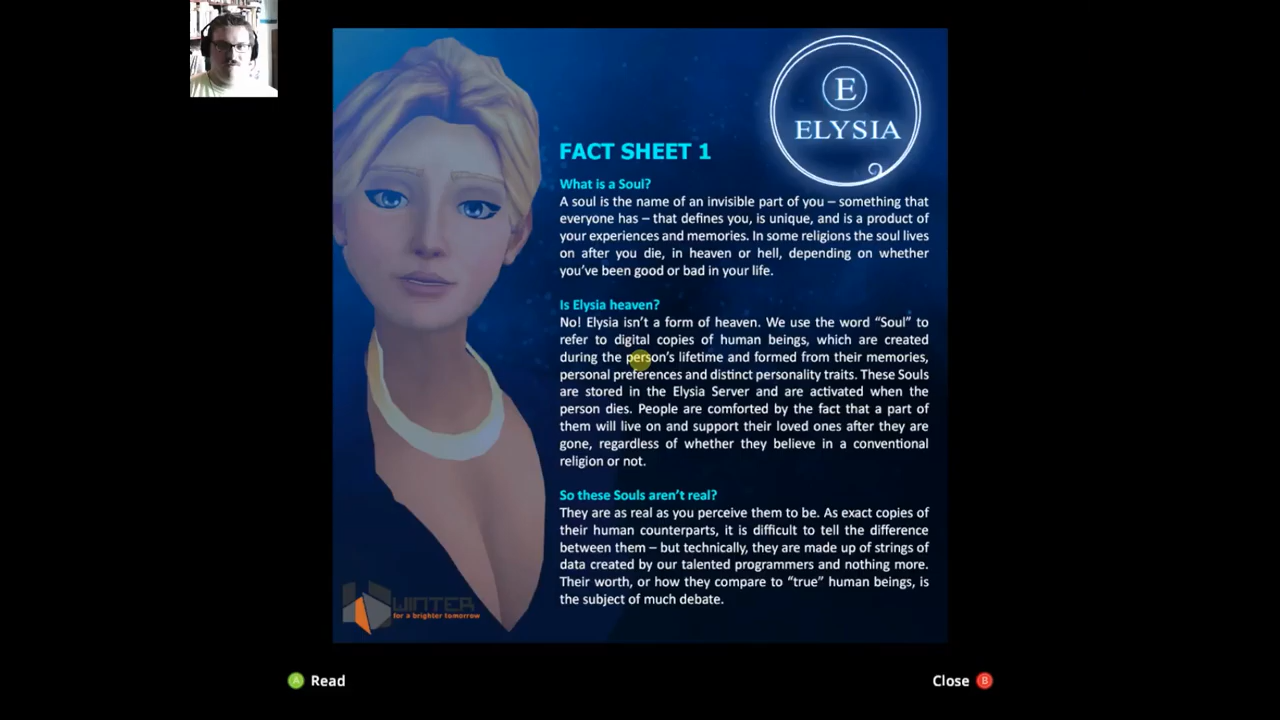 E
ELYSIA
FACT SHEET 1
What is a Soul?
A soul is the name of an invisible part of you – something that
everyone has – that defines you, is unique, and is a product of
your experiences and memories. In some religions the soul lives
on after you die, in heaven or hell, depending on whether
you've been good or bad in your life.
Is Elysia heaven?
No! Elysia isn't a form of heaven. We use the word “Soul” to
refer to digital copies of human beings, which are created
during the person's lifetime and formed from their memories,
personal preferences and distinct personality traits. These Souls
are stored in the Elysia Server and are activated when the
person dies. People are comforted by the fact that a part of
them will live on and support their loved ones after they are
gone, regardless of whether they believe in a conventional
religion or not.
So these Souls aren't real?
They are as real as you perceive them to be. As exact copies of
their human counterparts, it is difficult to tell the difference
between them – but technically, they are made up of strings of
data created by our talented programmers and nothing more.
Their worth, or how they compare to “true” human beings, is
the subject of much debate.
WINTER
for a brighter tomorrow
A Read
Close B